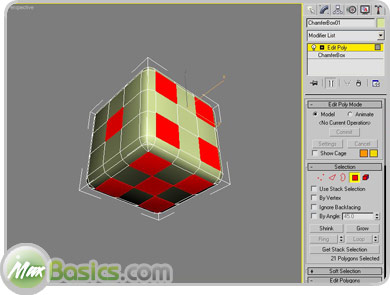 Perspective
ChamferBox01
Modifier List
Edit Poly
ChamferBox
Edit Poly Mode
Model Animate
<No Current Operation>
Commit
Settings Cancel
Show Cage
Selection
Use Stack Selection
By Vertex
Ignore Backfacing
By Angle: 45.0
Shrink Grow
Ring Loop
Get Stack Selection
21 Polygons Selected
+ Soft Selection
- Edit Polygons
Max
Basics.com